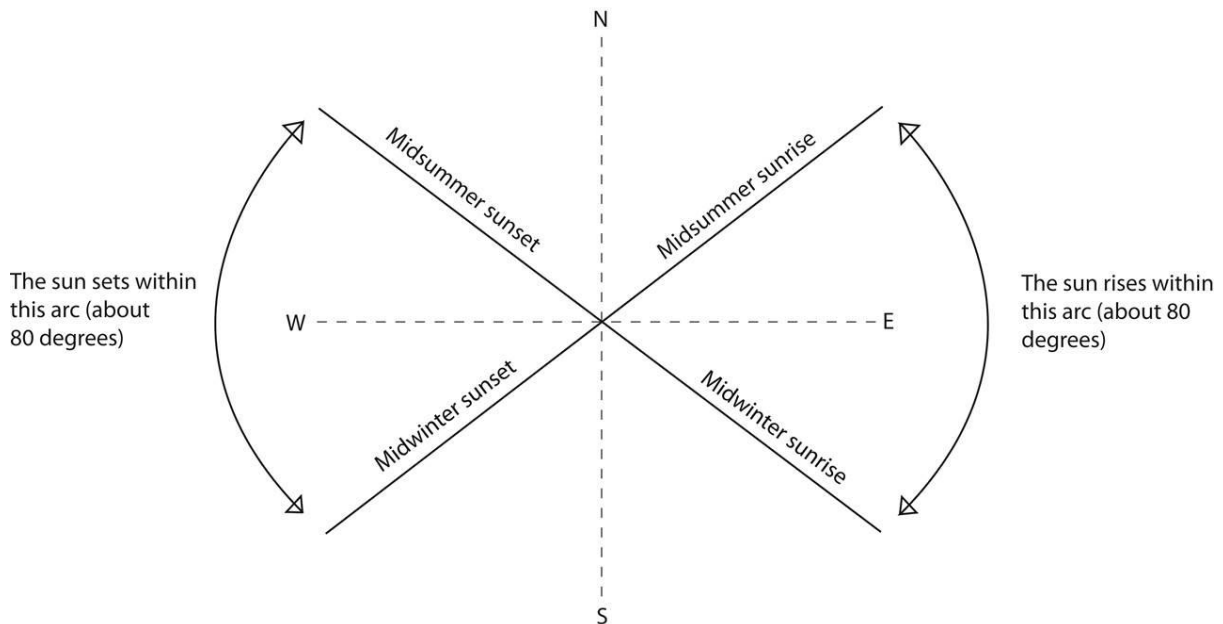 N
Midsummer sunset
Midsummer sunrise
The sun sets within
this arc (about
80 degrees)
W
E
The sun rises within
this arc (about 80
degrees)
Midwinter sunset
Midwinter sunrise
S